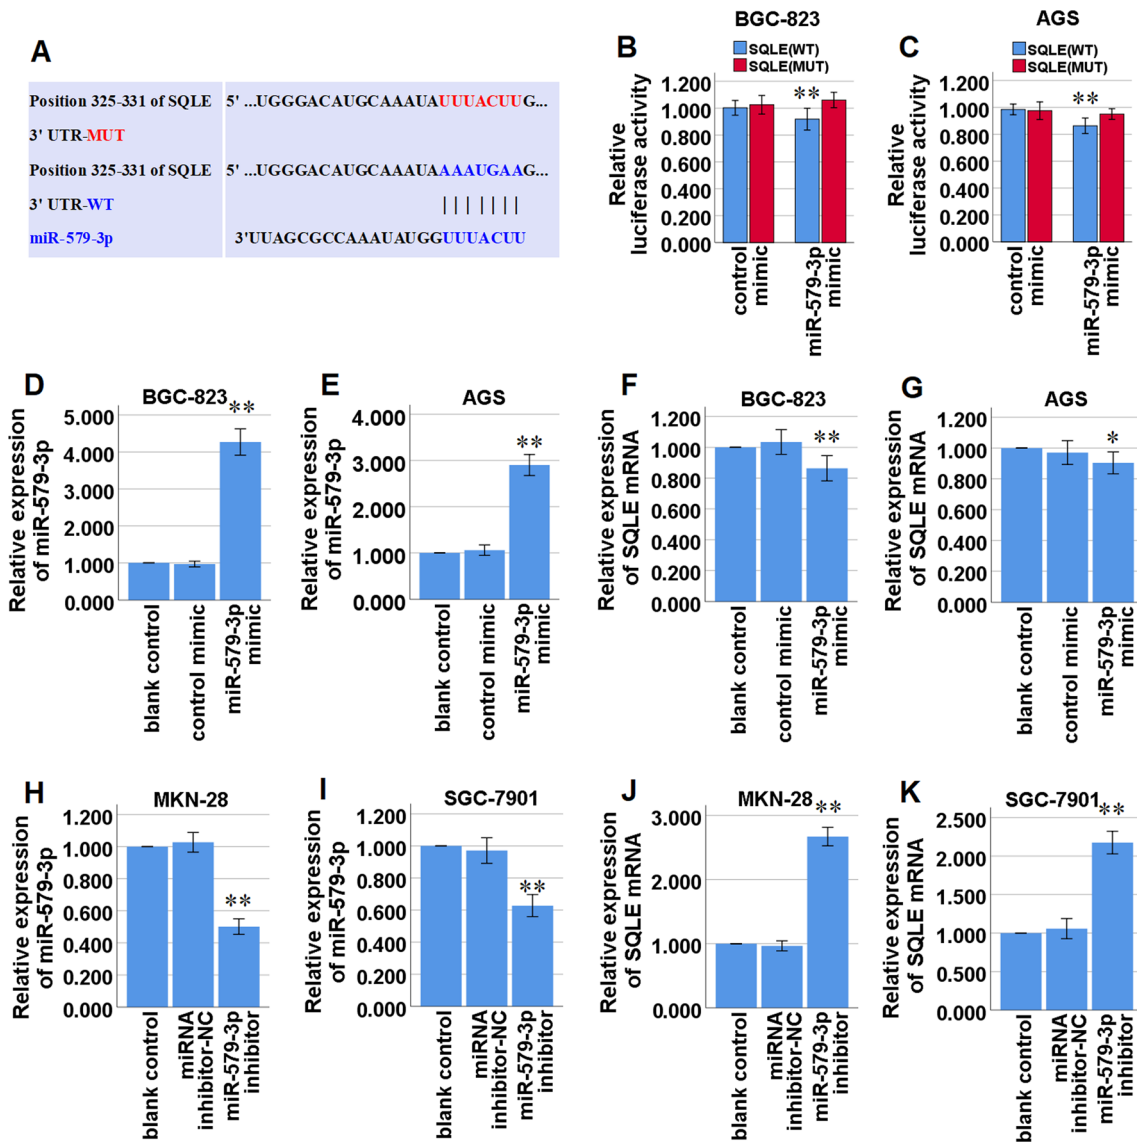 A
Position 325-331 of SQLE 5' ...UGGGACAUGCAAAUAUUUACUUG...
3' UTR-MUT
Position 325-331 of SQLE 5' ...UGGGACAUGCAAAUAAAAUGAAG...
3' UTR-WT | | | | | | |
miR-579-3p 3'UUAGCGCCAAAUAUGGUUUACUU
B
BGC-823
SQLE(WT)
SQLE(MUT)
Relative
luciferase activity
1.200
1.000
0.800
0.600
0.400
0.200
0.000
**
control
mimic
miR-579-3p
mimic
C
AGS
SQLE(WT)
SQLE(MUT)
Relative
luciferase activity
1.200
1.000
0.800
0.600
0.400
0.200
0.000
**
control
mimic
miR-579-3p
mimic
D
BGC-823
Relative expression
of miR-579-3p
5.000
4.000
3.000
2.000
1.000
0.000
**
blank control
control mimic
miR-579-3p
mimic
E
AGS
Relative expression
of miR-579-3p
4.000
3.000
2.000
1.000
0.000
**
blank control
control mimic
miR-579-3p
mimic
F
BGC-823
Relative expression
of SQLE mRNA
1.200
1.000
0.800
0.600
0.400
0.200
0.000
**
blank control
control mimic
miR-579-3p
mimic
G
AGS
Relative expression
of SQLE mRNA
1.200
1.000
0.800
0.600
0.400
0.200
0.000
*
blank control
control mimic
miR-579-3p
mimic
H
MKN-28
Relative expression
of miR-579-3p
1.200
1.000
0.800
0.600
0.400
0.200
0.000
**
blank control
miRNA
inhibitor-NC
miR-579-3p
inhibitor
I
SGC-7901
Relative expression
of miR-579-3p
1.200
1.000
0.800
0.600
0.400
0.200
0.000
**
blank control
miRNA
inhibitor-NC
miR-579-3p
inhibitor
J
MKN-28
Relative expression
of SQLE mRNA
3.000
2.000
1.000
0.000
**
blank control
miRNA
inhibitor-NC
miR-579-3p
inhibitor
K
SGC-7901
Relative expression
of SQLE mRNA
2.500
2.000
1.500
1.000
0.500
0.000
**
blank control
miRNA
inhibitor-NC
miR-579-3p
inhibitor